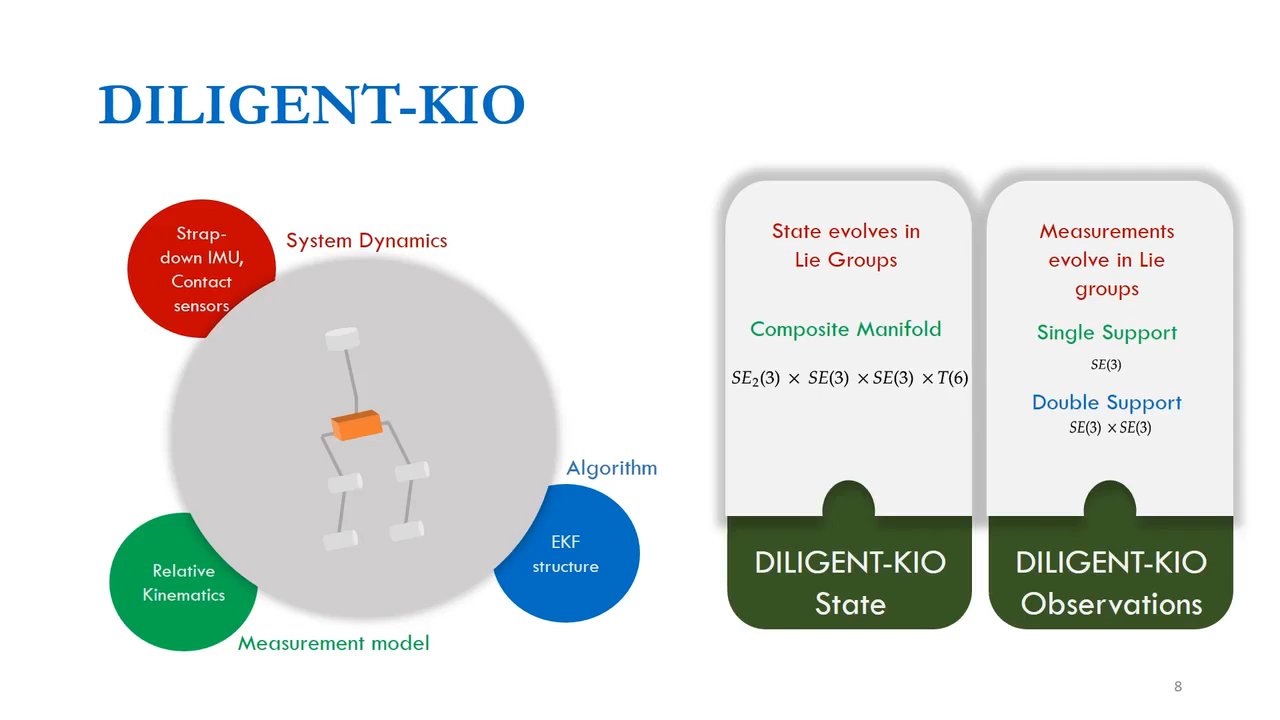 DILIGENT-KIO
Strap-
down IMU,
Contact
sensors
System Dynamics
Algorithm
EKF
structure
Relative
Kinematics
Measurement model
State evolves in
Lie Groups
Composite Manifold
SE₂(3) × SE(3) × SE(3) × T(6)
DILIGENT-KIO
State
Measurements
evolve in Lie
groups
Single Support
SE(3)
Double Support
SE(3) × SE(3)
DILIGENT-KIO
Observations
8